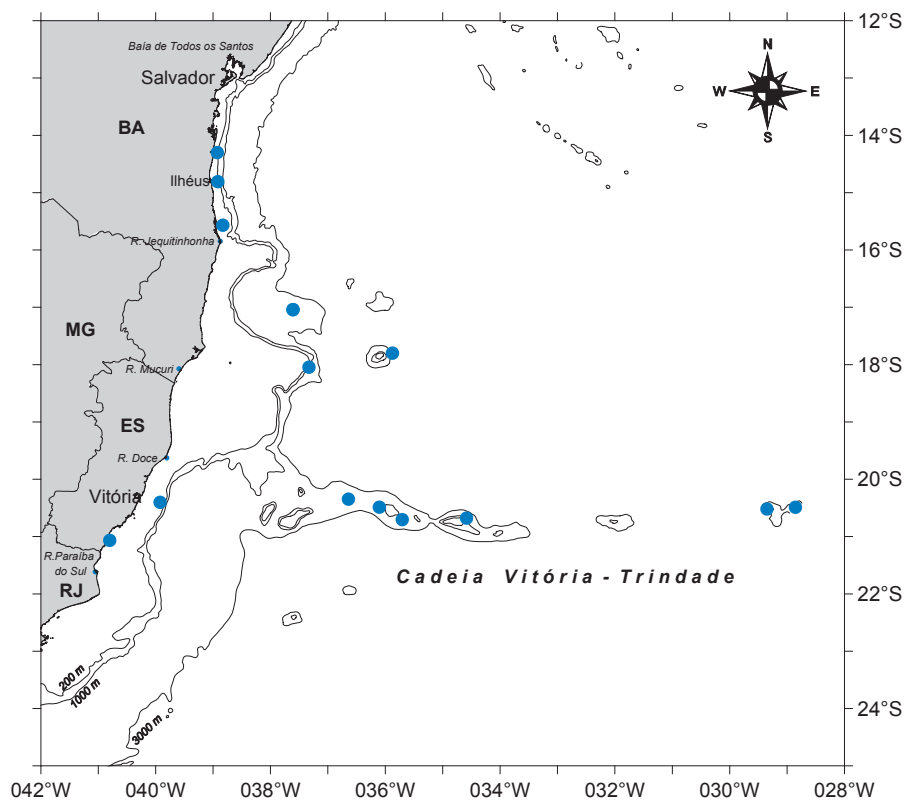 12°S
Baía de Todos os Santos
Salvador
N
W
E
S
BA
14°S
Ilhéus
R. Jequitinhonha
16°S
MG
18°S
R. Mucuri
ES
R. Doce
20°S
Vitória
R.Paraíba
do Sul
RJ
Cadeia Vitória - Trindade
22°S
200 m
1000 m
3000 m
24°S
042°W
040°W
038°W
036°W
034°W
032°W
030°W
028°W